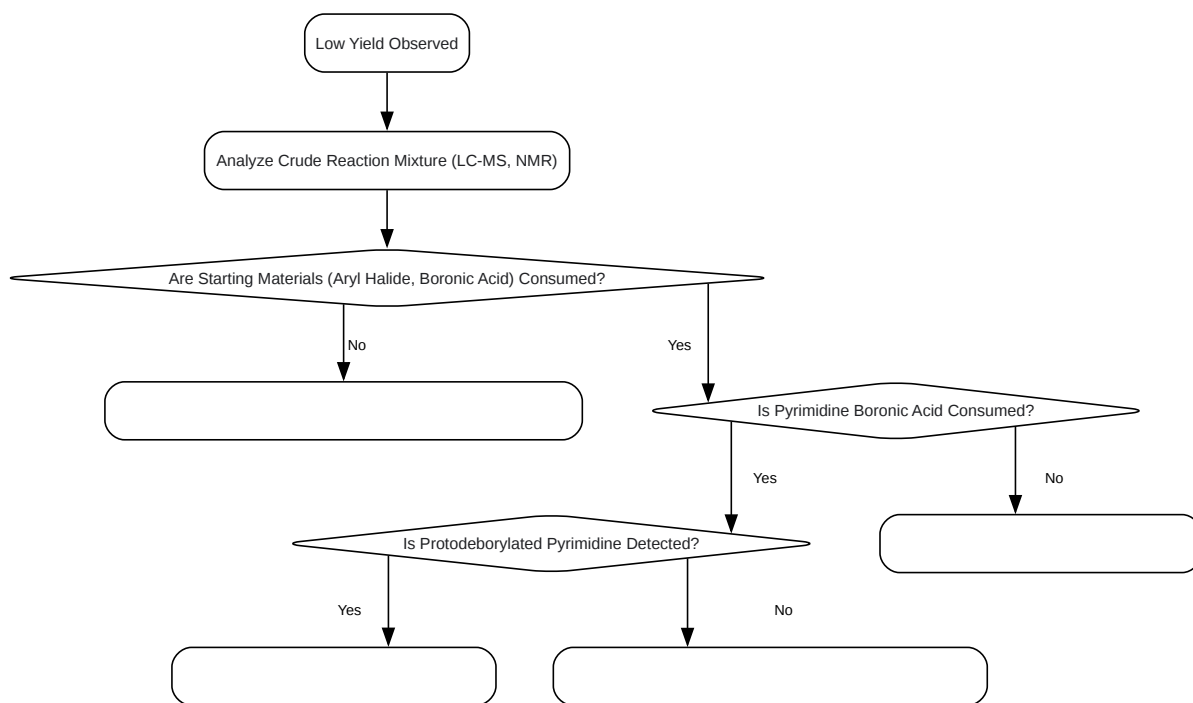 Low Yield Observed
Analyze Crude Reaction Mixture (LC-MS, NMR)
Are Starting Materials (Aryl Halide, Boronic Acid) Consumed?
No
Yes
Is Pyrimidine Boronic Acid Consumed?
Yes
No
Is Protodeborylated Pyrimidine Detected?
Yes
No